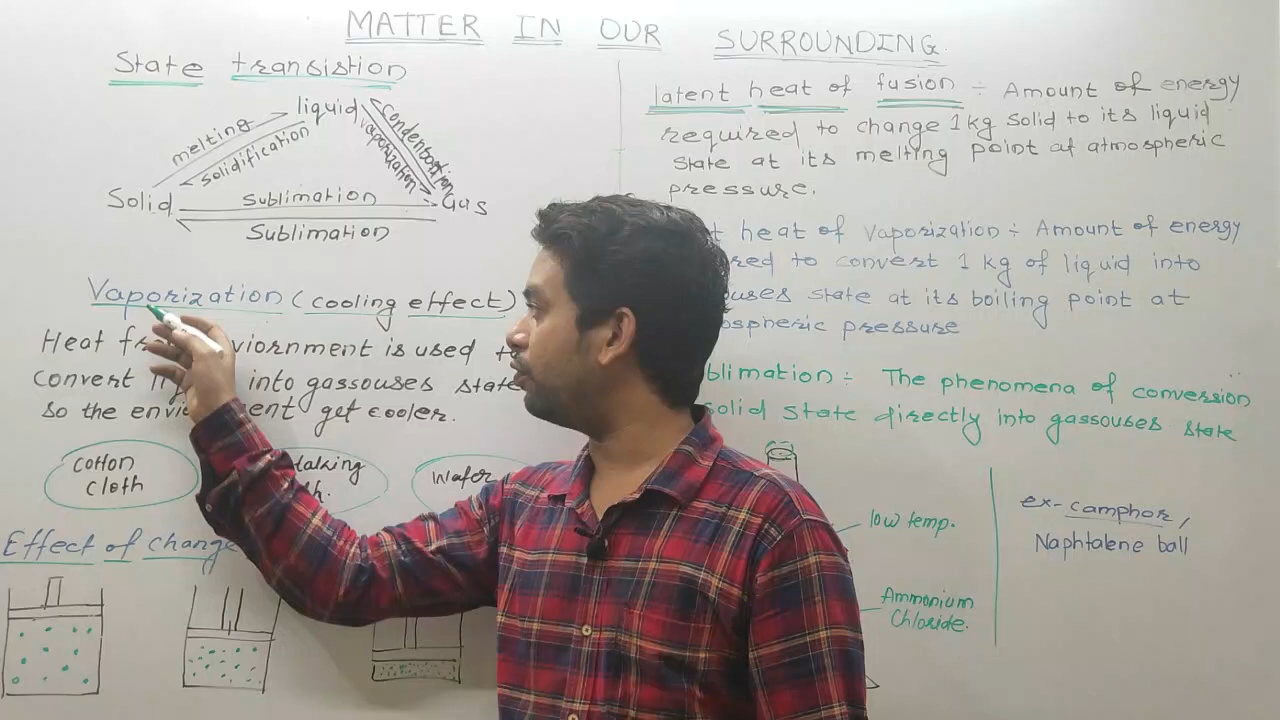 MATTER IN OUR SURROUNDING
State transistion
liquid
melting
solidification
Condensation
vaporization
Solid
Sublimation
Gas
Sublimation
Vaporization (cooling effect)
Heat is used
convert into gassouses state
so the get cooler.
cotton
cloth
Effect of change
latent heat of fusion ÷ Amount of energy
required to change 1kg solid to its liquid
state at its melting point at atmospheric
pressure.
heat of vaporization ÷ Amount of energy
to convert 1 kg of liquid into
state at its boiling point at
pressure
÷ The phenomena of conversion
solid state directly into gassouses state
low temp.
Ammonium
Chloride.
ex- camphor,
Naphtalene ball